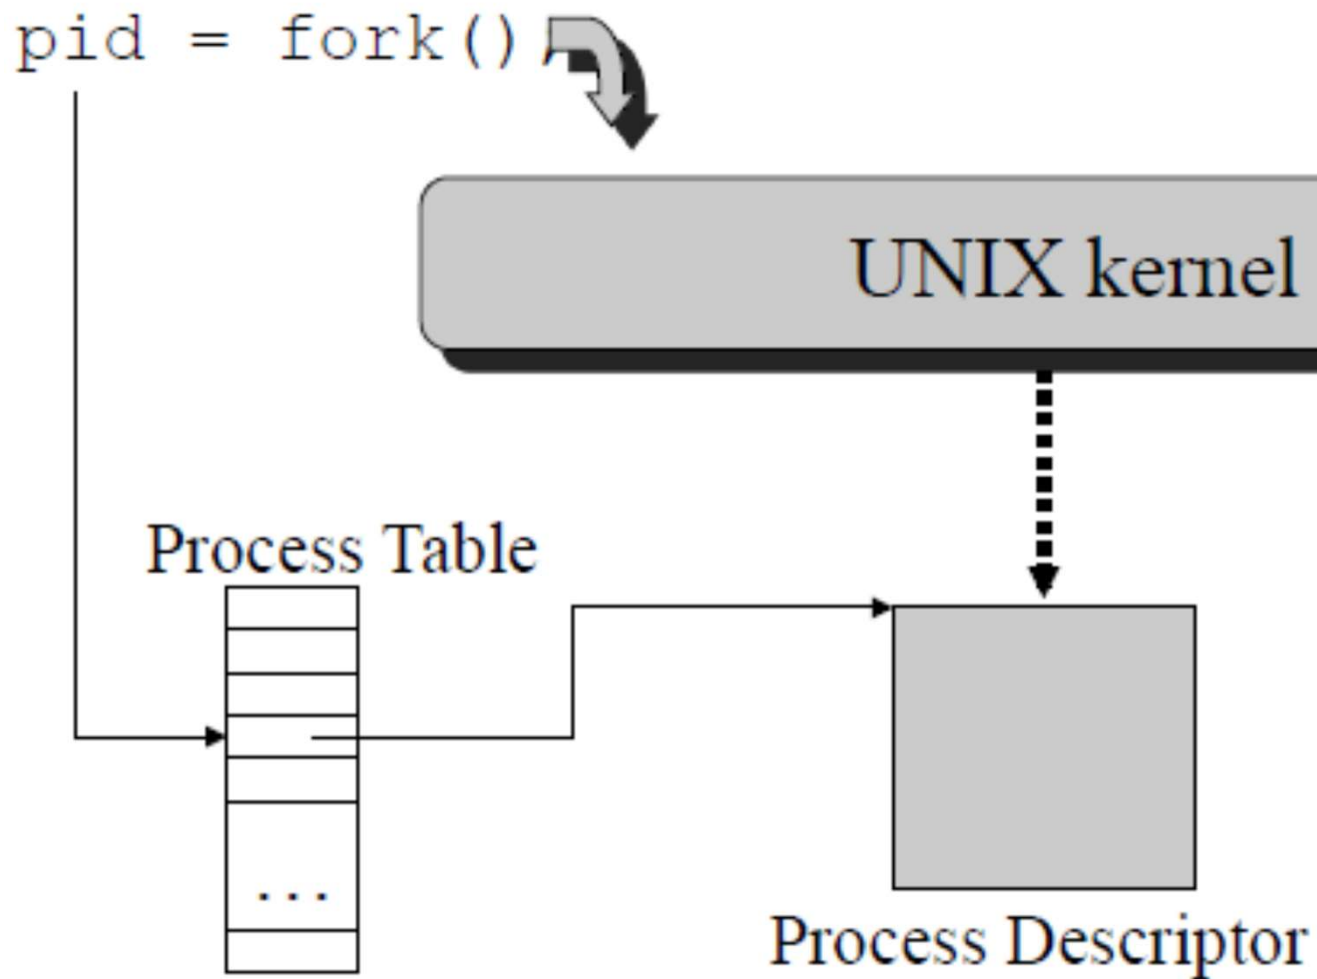 pid = fork();
UNIX kernel
Process Table
...
Process Descriptor